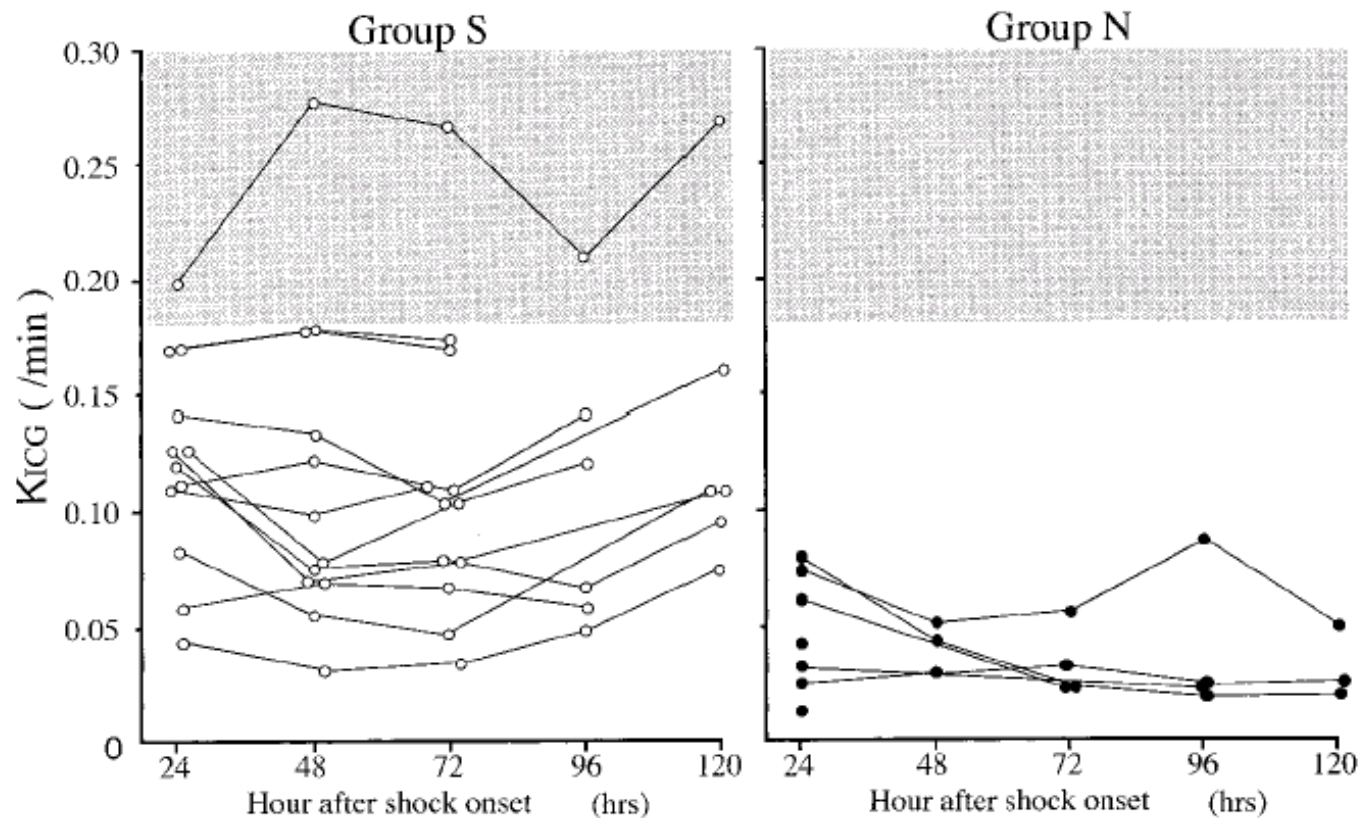 Group S
Group N
0.30
0.25
0.20
0.15
0.10
0.05
0
KICG ( /min )
24 48 72 96 120
24 48 72 96 120
Hour after shock onset (hrs)
Hour after shock onset (hrs)